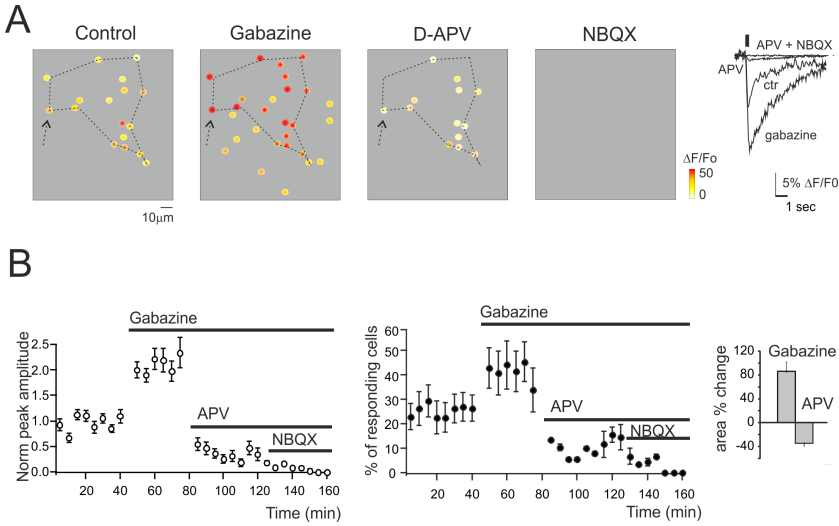 A
Control
Gabazine
D-APV
NBQX
APV + NBQX
APV
ctr
gabazine
ΔF/Fo
50
0
5% ΔF/F0
1 sec
10μm
B
Gabazine
APV
NBQX
Norm peak amplitude
2.5
2.0
1.0
1.0
0.5
0.0
20 40 60 80 100 120 140 160
Time (min)
Gabazine
APV
NBQX
% of responding cells
60
60
50
40
30
20
10
0
20 40 60 80 100 120 140 160
Time (min)
Gabazine
APV
area % change
120
80
40
0
-40